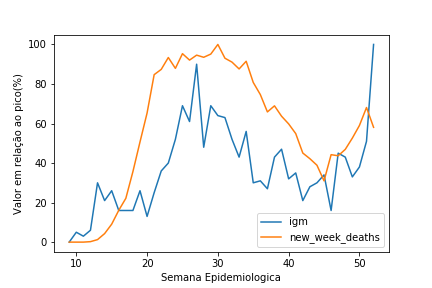 Valor em relação ao pico(%)
100
80
60
40
20
0
10
20
30
40
50
Semana Epidemiologica
igm
new_week_deaths